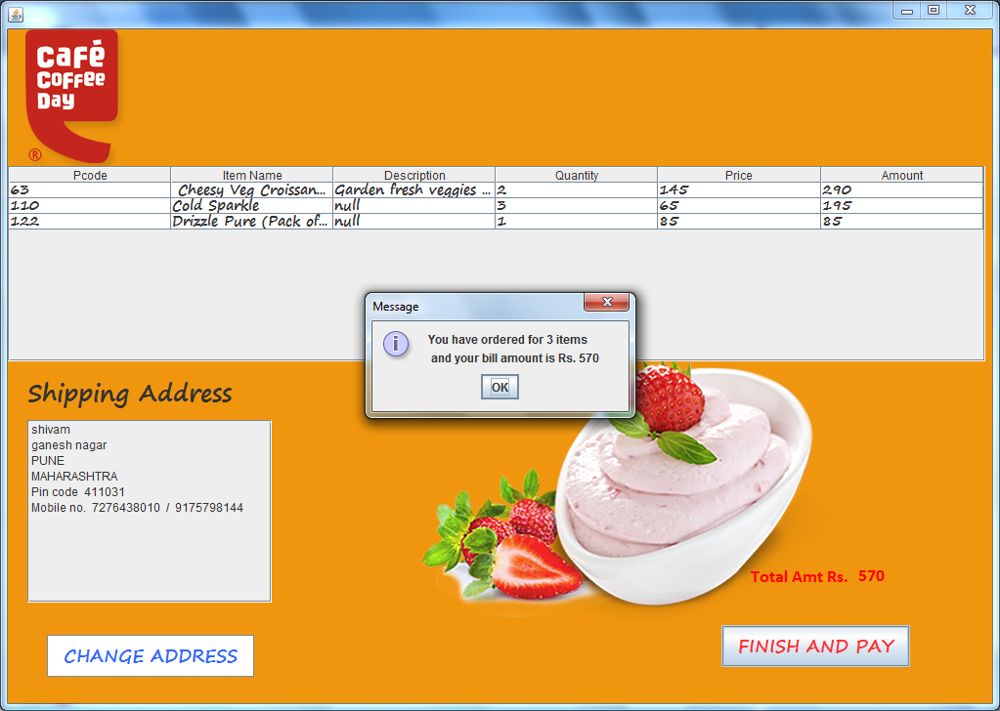 Café
Coffee
Day
®
Pcode Item Name Description Quantity Price Amount
63 Cheesy Veg Croissan... Garden fresh veggies ... 2 145 290
110 Cold Sparkle null 3 65 195
122 Drizzle Pure (Pack of... null 1 85 85
Message
You have ordered for 3 items
and your bill amount is Rs. 570
OK
Shipping Address
shivam
ganesh nagar
PUNE
MAHARASHTRA
Pin code 411031
Mobile no. 7276438010 / 9175798144
Total Amt Rs. 570
CHANGE ADDRESS
FINISH AND PAY